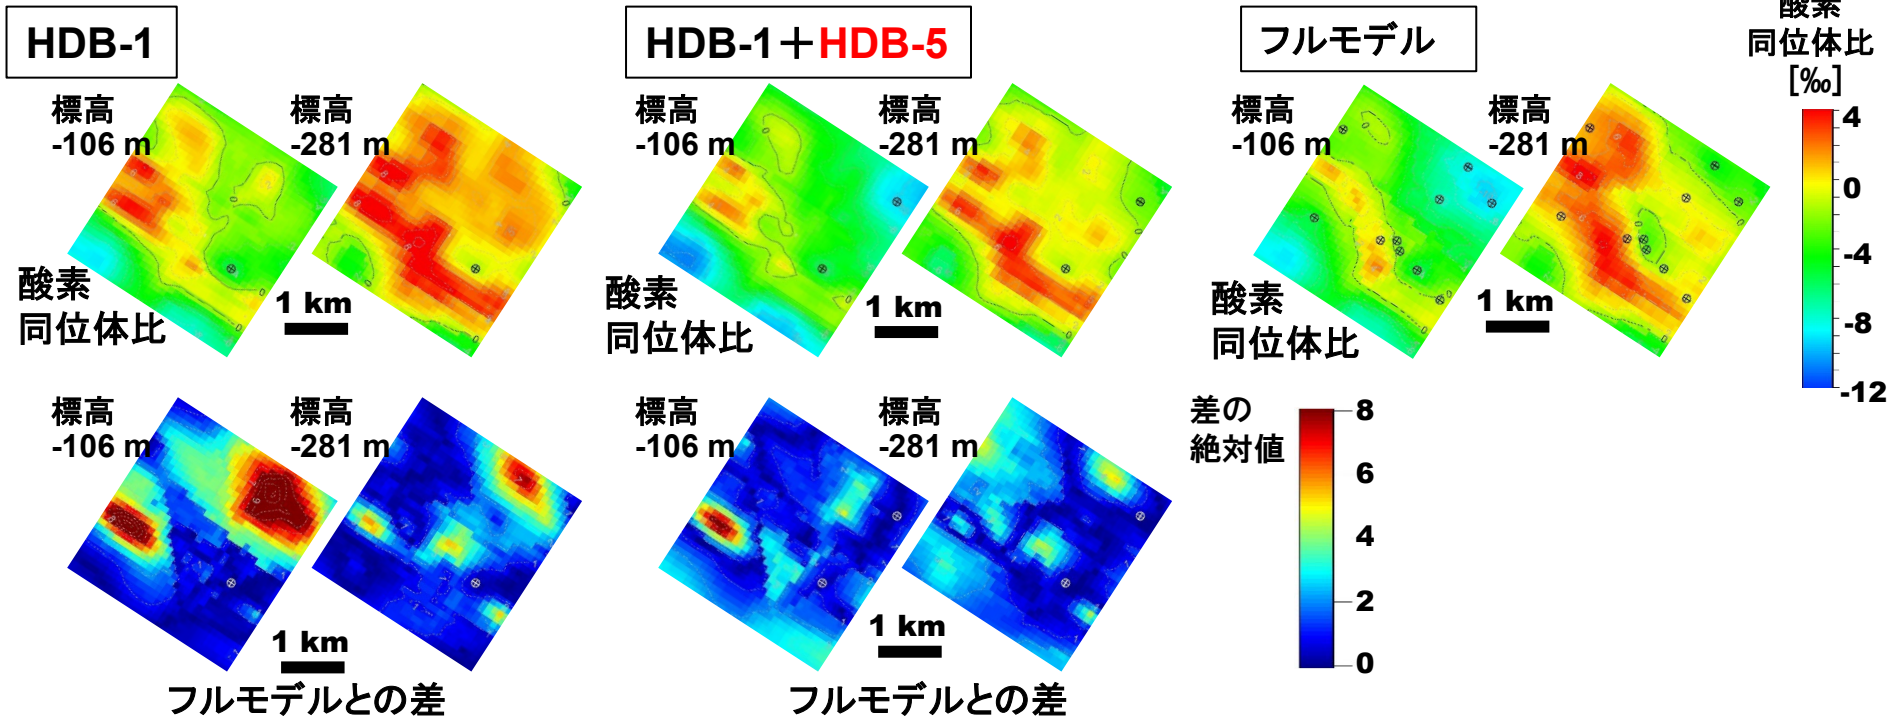 HDB-1
HDB-1＋HDB-5
フルモデル
酸素
同位体比
[‰]
標高
-106 m
標高
-281 m
標高
-106 m
標高
-281 m
標高
-106 m
標高
-281 m
4
0
-4
-8
-12
酸素
同位体比
1 km
酸素
同位体比
1 km
酸素
同位体比
1 km
標高
-106 m
標高
-281 m
標高
-106 m
標高
-281 m
差の
絶対値
8
6
4
2
0
1 km
1 km
フルモデルとの差
フルモデルとの差